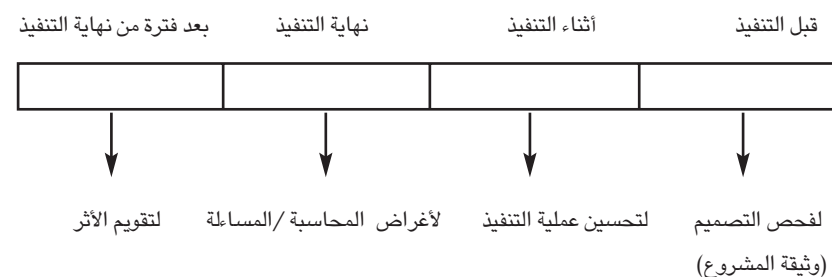 قبل التنفيذ أثناء التنفيذ نهاية التنفيذ بعد فترة من نهاية التنفيذ
لفحص التصميم لتحسين عملية التنفيذ لأغراض المحاسبة /المساءلة لتقويم الأثر
(وثيقة المشروع)